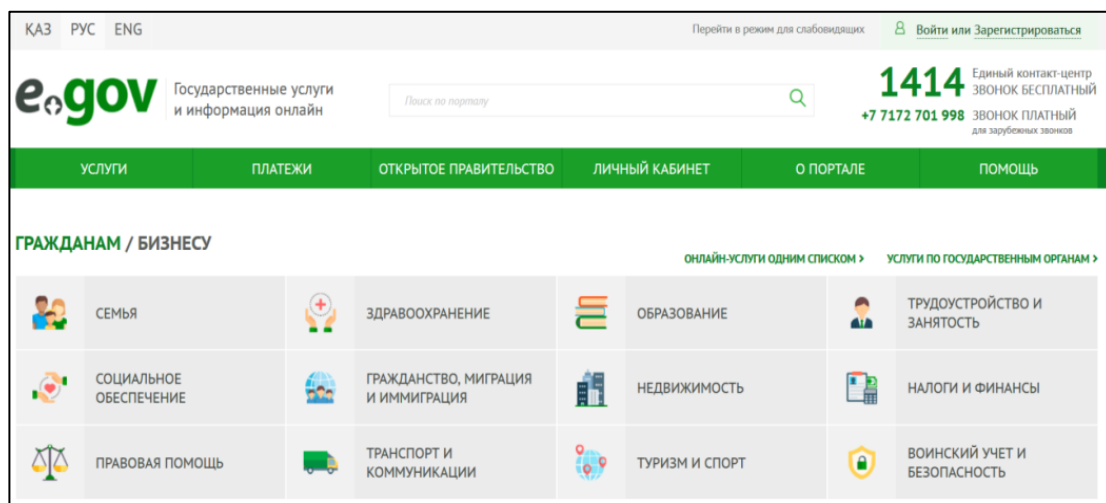 ҚАЗ РУС ENG
Перейти в режим для слабовидящих
Войти или Зарегистрироваться
egov
Государственные услуги
и информация онлайн
Поиск по порталу
1414
Единый контакт-центр
ЗВОНОК БЕСПЛАТНЫЙ
+7 7172 701 998 ЗВОНОК ПЛАТНЫЙ
для зарубежных звонков
УСЛУГИ ПЛАТЕЖИ ОТКРЫТОЕ ПРАВИТЕЛЬСТВО ЛИЧНЫЙ КАБИНЕТ О ПОРТАЛЕ ПОМОЩЬ
ГРАЖДАНАМ / БИЗНЕСУ
ОНЛАЙН-УСЛУГИ ОДНИМ СПИСКОМ › УСЛУГИ ПО ГОСУДАРСТВЕННЫМ ОРГАНАМ ›
СЕМЬЯ
ЗДРАВООХРАНЕНИЕ
ОБРАЗОВАНИЕ
ТРУДОУСТРОЙСТВО И
ЗАНЯТОСТЬ
СОЦИАЛЬНОЕ
ОБЕСПЕЧЕНИЕ
ГРАЖДАНСТВО, МИГРАЦИЯ
И ИММИГРАЦИЯ
НЕДВИЖИМОСТЬ
НАЛОГИ И ФИНАНСЫ
ПРАВОВАЯ ПОМОЩЬ
ТРАНСПОРТ И
КОММУНИКАЦИИ
ТУРИЗМ И СПОРТ
ВОИНСКИЙ УЧЕТ И
БЕЗОПАСНОСТЬ